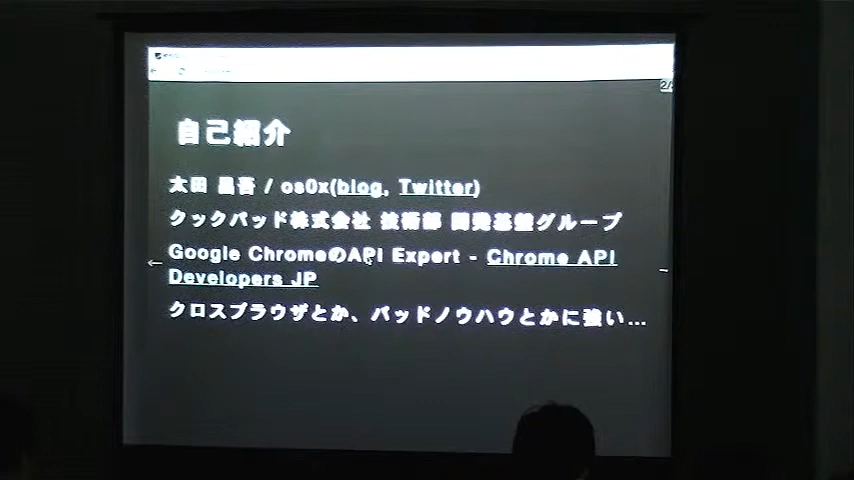 自己紹介
太田 昌吾 / os0x(blog, Twitter)
クックパッド株式会社 技術部 開発基盤グループ
Google ChromeのAPI Expert - Chrome API
Developers JP
クロスブラウザとか、バッドノウハウとかに強い...